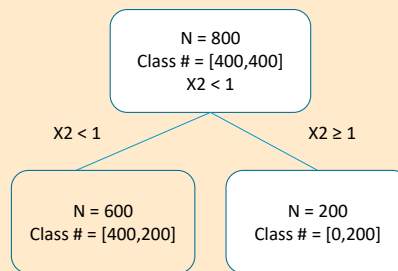 N = 800
Class # = [400,400]
X2 < 1
X2 < 1
X2 ≥ 1
N = 600
Class # = [400,200]
N = 200
Class # = [0,200]